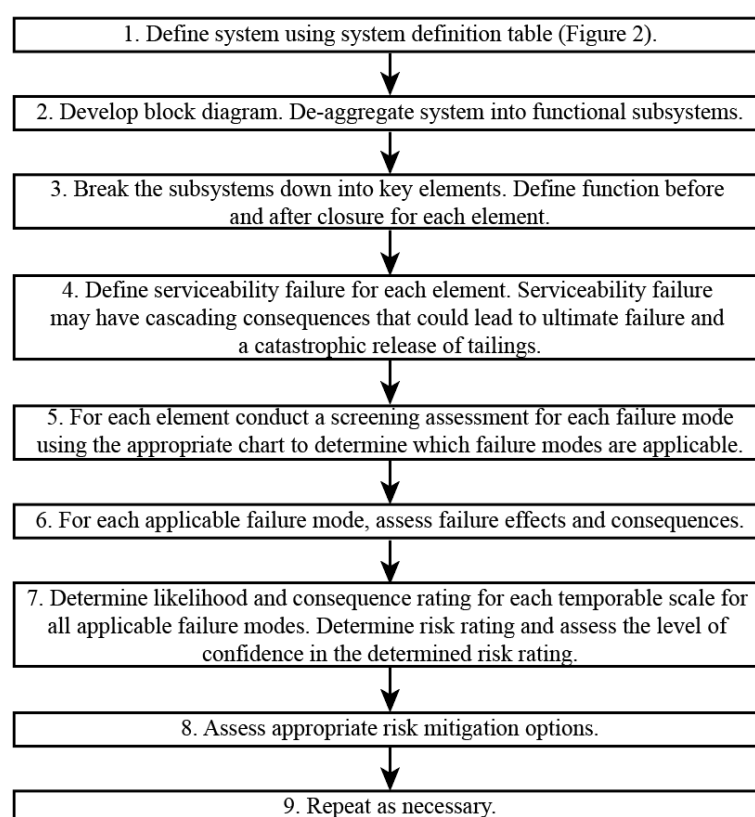 1. Define system using system definition table (Figure 2).
2. Develop block diagram. De-aggregate system into functional subsystems.
3. Break the subsystems down into key elements. Define function before
and after closure for each element.
4. Define serviceability failure for each element. Serviceability failure
may have cascading consequences that could lead to ultimate failure and
a catastrophic release of tailings.
5. For each element conduct a screening assessment for each failure mode
using the appropriate chart to determine which failure modes are applicable.
6. For each applicable failure mode, assess failure effects and consequences.
7. Determine likelihood and consequence rating for each temporable scale for
all applicable failure modes. Determine risk rating and assess the level of
confidence in the determined risk rating.
8. Assess appropriate risk mitigation options.
9. Repeat as necessary.